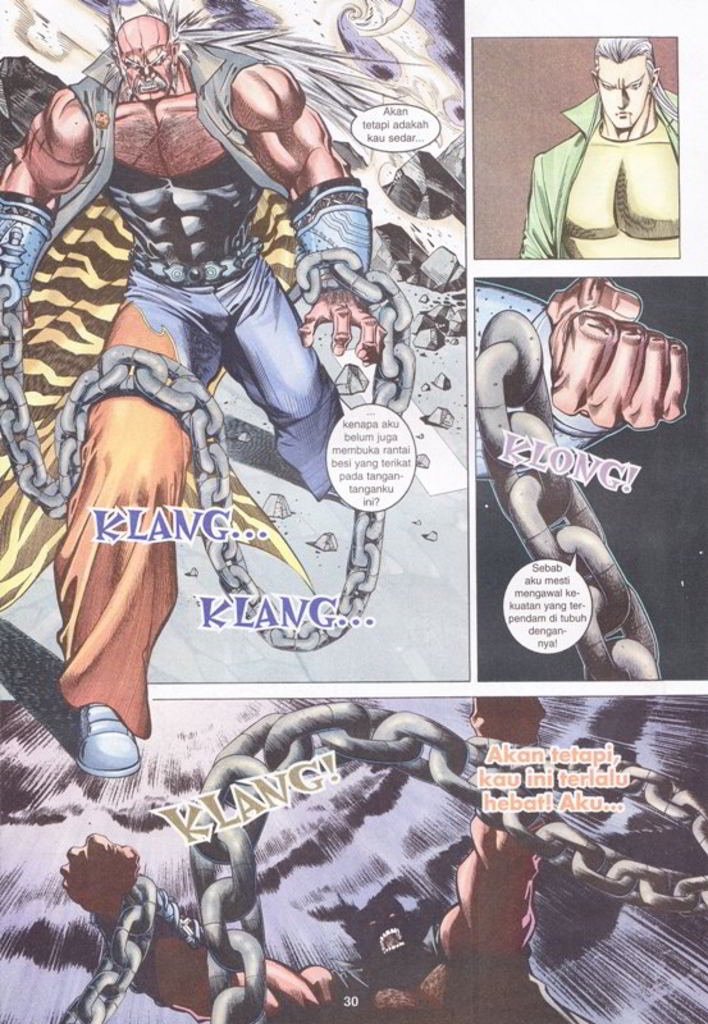 Akan
tetapi adakah
kau sedar...
...
kenapa aku
belum juga
membuka rantai
besi yang terikat
pada tangan-
tanganku
ini?
KLANG...
KLANG...
KLONG!
Sebab
aku mesti
mengawal ke-
kuatan yang ter-
pendam di tubuh
dengan-
nya!
KLANG!
Akan tetapi,
kau ini terlalu
hebat! Aku...
30